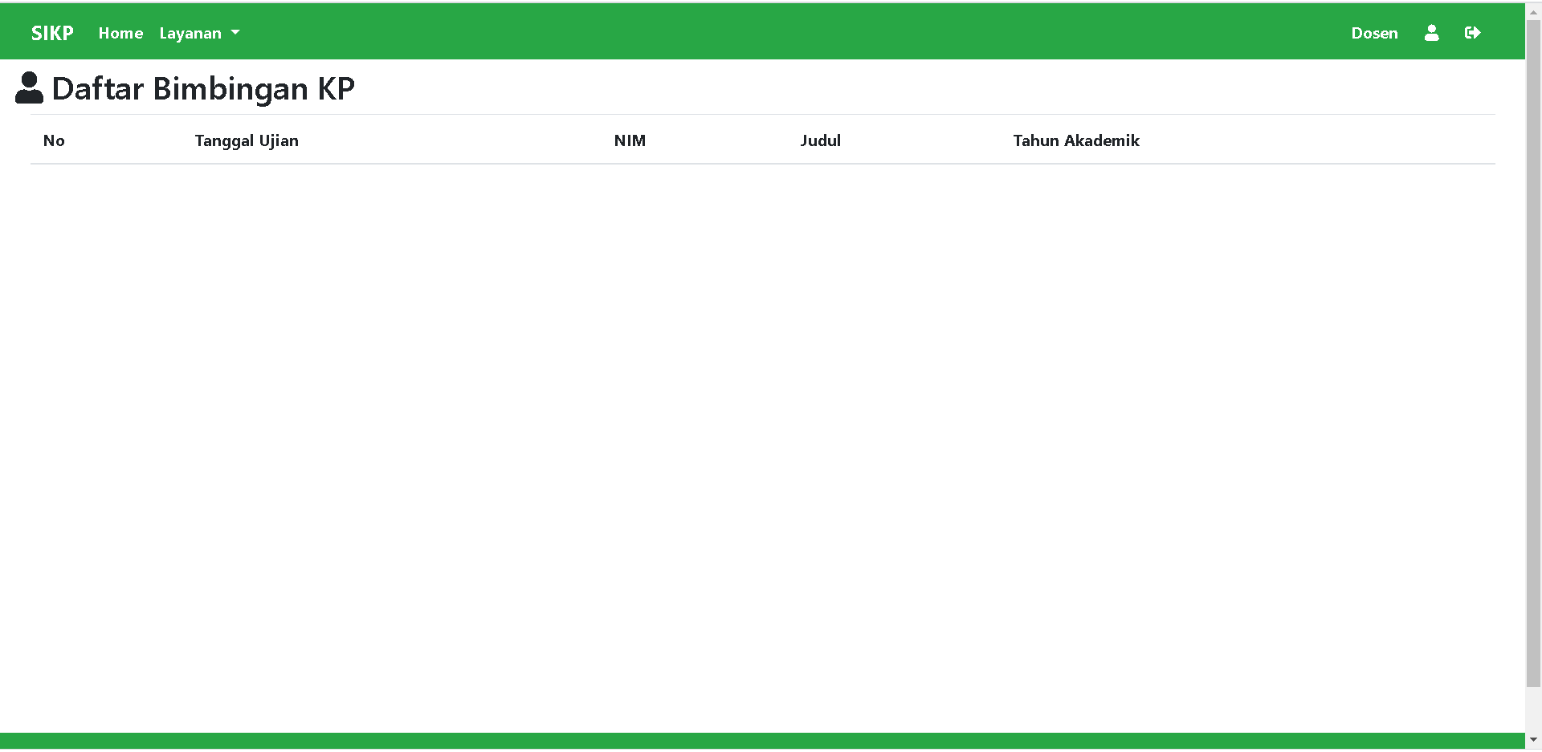 SIKP Home Layanan Dosen
Daftar Bimbingan KP
No Tanggal Ujian NIM Judul Tahun Akademik